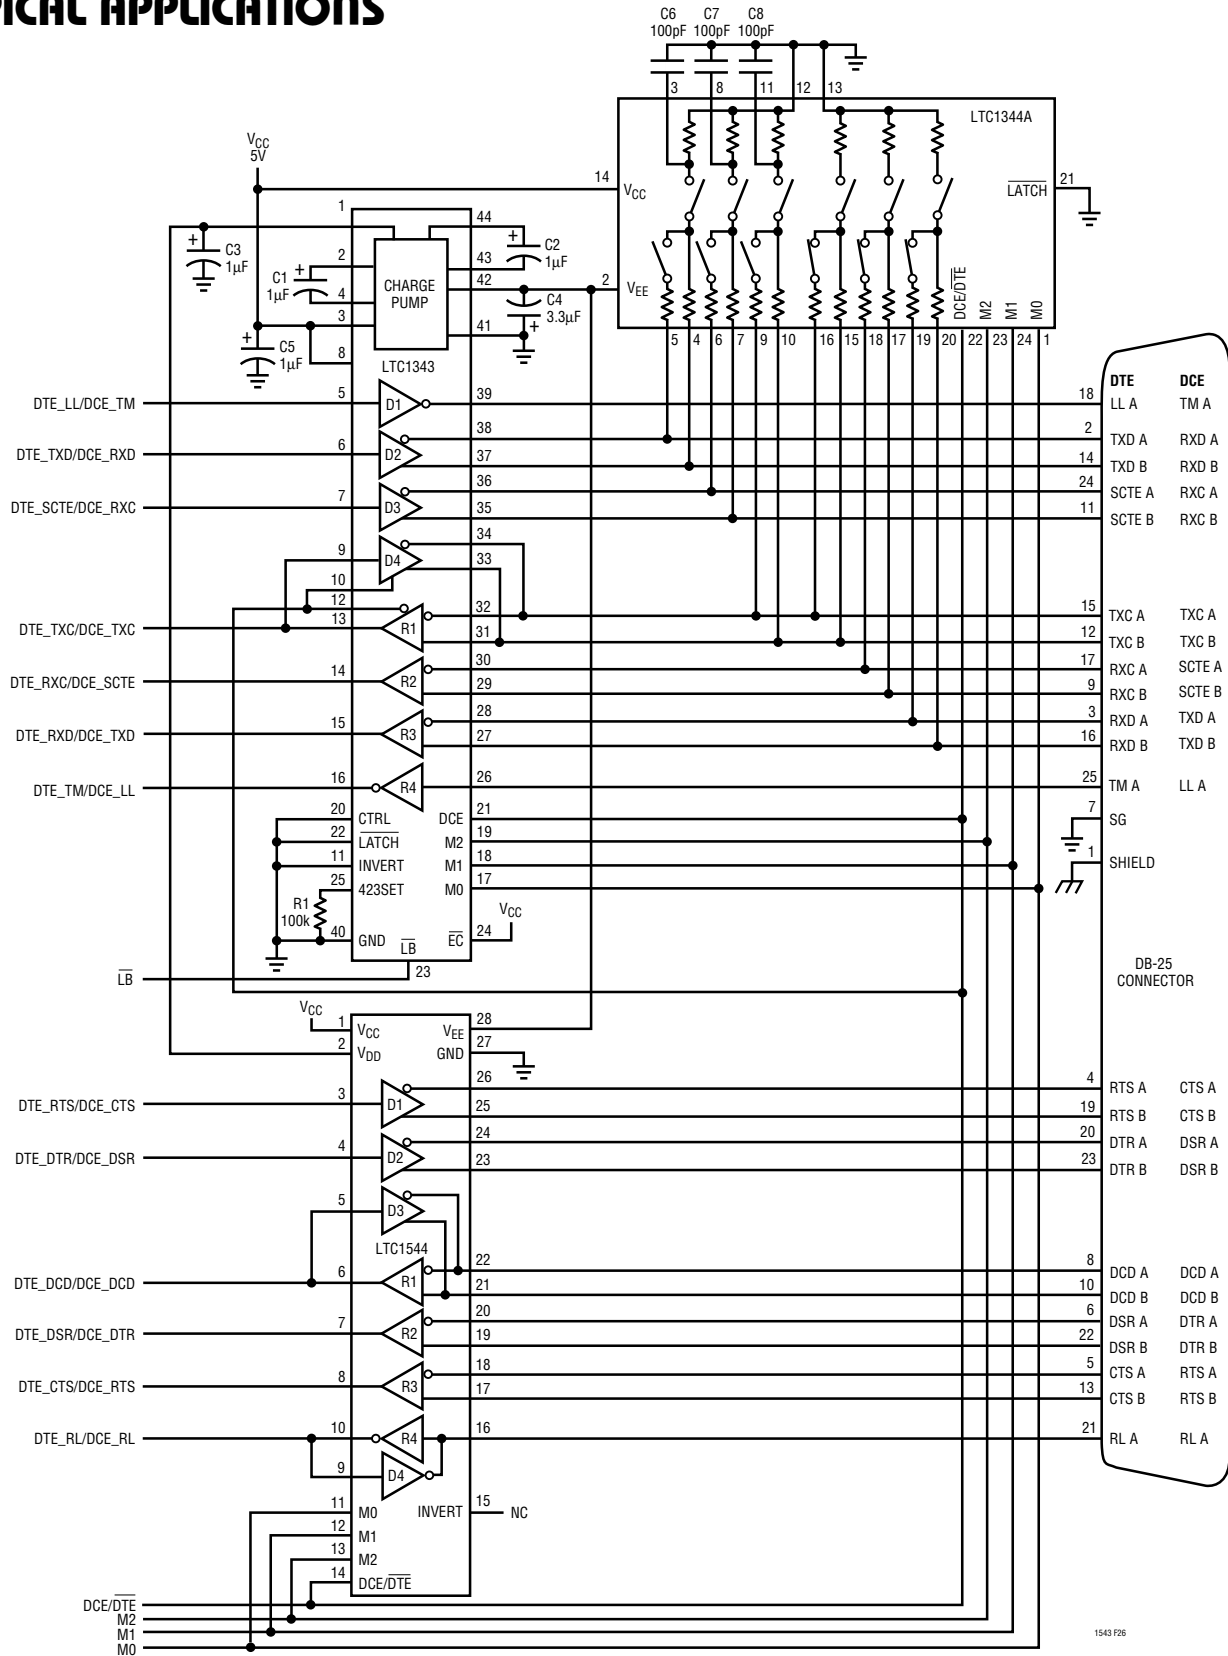 PICAL APPLICATIONS
C6 C7 C8
100pF 100pF 100pF
3 8 11 12 13
LTC1344A
VCC
5V
14 VCC
LATCH 21
1 44
C3
1µF
+
2
C1
1µF
+
4
3
8
CHARGE
PUMP
43
42
41
C2
1µF
+
2 VEE
C4
3.3µF
+
C5
1µF
+
DCE/DTE M2 M1 M0
5 4 6 7 9 10 16 15 18 17 19 20 22 23 24 1
LTC1343
DTE DCE
DTE_LL/DCE_TM 5 D1 39 18 LL A TM A
38 2 TXD A RXD A
DTE_TXD/DCE_RXD 6 D2 37 14 TXD B RXD B
36 24 SCTE A RXC A
DTE_SCTE/DCE_RXC 7 D3 35 11 SCTE B RXC B
34
9 D4 33
10
12 32 15 TXC A TXC A
DTE_TXC/DCE_TXC 13 R1 31 12 TXC B TXC B
30 17 RXC A SCTE A
DTE_RXC/DCE_SCTE 14 R2 29 9 RXC B SCTE B
28 3 RXD A TXD A
DTE_RXD/DCE_TXD 15 R3 27 16 RXD B TXD B
DTE_TM/DCE_LL 16 R4 26 25 TM A LL A
20 CTRL DCE 21 7 SG
22 LATCH M2 19
11 INVERT M1 18 1 SHIELD
25 423SET M0 17
R1
100k
VCC
40 GND LB EC 24
23
LB
DB-25
CONNECTOR
VCC
1 VCC VEE 28
2 VDD GND 27
26 4 RTS A CTS A
DTE_RTS/DCE_CTS 3 D1 25 19 RTS B CTS B
24 20 DTR A DSR A
DTE_DTR/DCE_DSR 4 D2 23 23 DTR B DSR B
5 D3
LTC1544
22 8 DCD A DCD A
DTE_DCD/DCE_DCD 6 R1 21 10 DCD B DCD B
20 6 DSR A DTR A
DTE_DSR/DCE_DTR 7 R2 19 22 DSR B DTR B
18 5 CTS A RTS A
DTE_CTS/DCE_RTS 8 R3 17 13 CTS B RTS B
DTE_RL/DCE_RL 10 R4 16 21 RL A RL A
9 D4
11 M0 INVERT 15 NC
12 M1
13 M2
14 DCE/DTE
DCE/DTE
M2
M1
M0
1543 F26